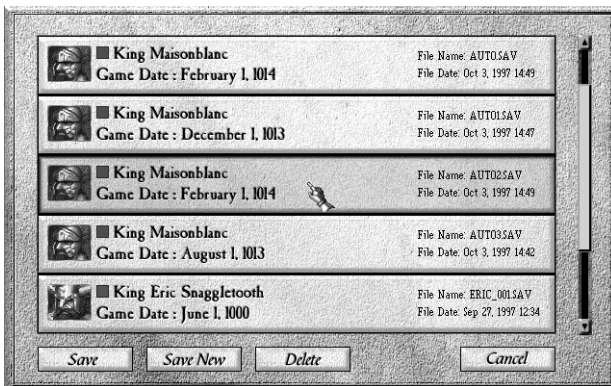 King Maisonblanc
File Name: AUTO.SAV
Game Date : February 1, 1014
File Date: Oct 3, 1997 14:49
King Maisonblanc
File Name: AUTO1.SAV
Game Date : December 1, 1013
File Date: Oct 3, 1997 14:47
King Maisonblanc
File Name: AUTO2.SAV
Game Date : February 1, 1014
File Date: Oct 3, 1997 14:49
King Maisonblanc
File Name: AUTO3.SAV
Game Date : August 1, 1013
File Date: Oct 3, 1997 14:42
King Eric Snaggletooth
File Name: ERIC_001.SAV
Game Date : June 1, 1000
File Date: Sep 27, 1997 12:34
Save
Save New
Delete
Cancel